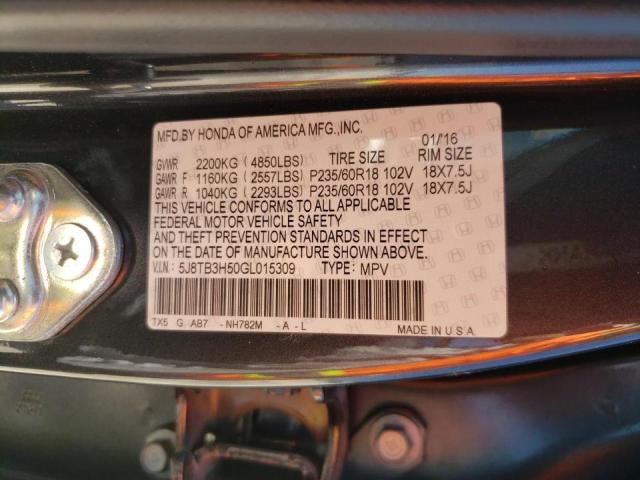 MFD.BY HONDA OF AMERICA MFG.,INC. 01/16
GVWR 2200KG (4850LBS) TIRE SIZE RIM SIZE
GAWR F 1160KG (2557LBS) P235/60R18 102V 18X7.5J
GAWR R 1040KG (2293LBS) P235/60R18 102V 18X7.5J
THIS VEHICLE CONFORMS TO ALL APPLICABLE
FEDERAL MOTOR VEHICLE SAFETY
AND THEFT PREVENTION STANDARDS IN EFFECT
ON THE DATE OF MANUFACTURE SHOWN ABOVE.
V.I.N.: 5J8TB3H50GL015309 TYPE: MPV
TX5 G. AB7 - NH782M - A - L MADE IN U.S.A